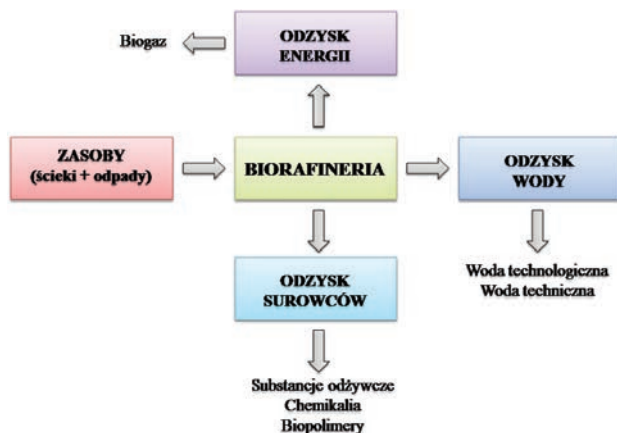 Biogaz
ODZYSK
ENERGII
ZASOBY
(ścieki + odpady)
BIORAFINERIA
ODZYSK
WODY
ODZYSK
SUROWCÓW
Woda technologiczna
Woda techniczna
Substancje odżywcze
Chemikalia
Biopolimery